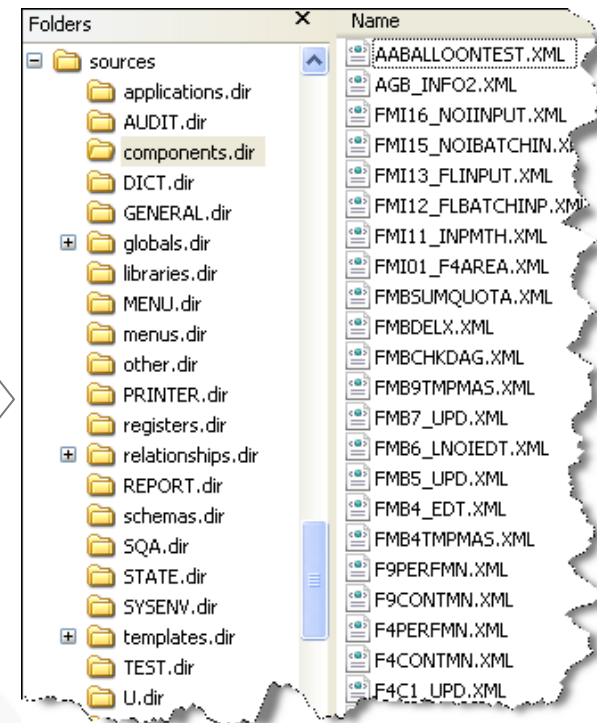 Folders
sources
applications.dir
AUDIT.dir
components.dir
DICT.dir
GENERAL.dir
globals.dir
libraries.dir
MENU.dir
menus.dir
other.dir
PRINTER.dir
registers.dir
relationships.dir
REPORT.dir
schemas.dir
SQA.dir
STATE.dir
SYSENV.dir
templates.dir
TEST.dir
U.dir
Name
AABALLOONTEST.XML
AGB_INFO2.XML
FMI16_NOIINPUT.XML
FMI15_NOIBATCHIN.X
FMI13_FLINPUT.XML
FMI12_FLBATCHINP.XML
FMI11_INPMTH.XML
FMI01_F4AREA.XML
FMBSUMQUOTA.XML
FMBDELX.XML
FMBCHKDAG.XML
FMB9TMPMAS.XML
FMB7_UPD.XML
FMB6_LNOIEDT.XML
FMB5_UPD.XML
FMB4_EDT.XML
FMB4TMPMAS.XML
F9PERFMN.XML
F9CONTMN.XML
F4PERFMN.XML
F4CONTMN.XML
F4C1_UPD.XML